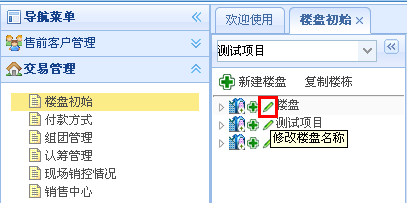 导航菜单
售前客户管理
交易管理
楼盘初始
付款方式
组团管理
认筹管理
现场销控情况
销售中心
欢迎使用 楼盘初始
测试项目
新建楼盘 复制楼栋
楼盘
测试项目
修改楼盘名称